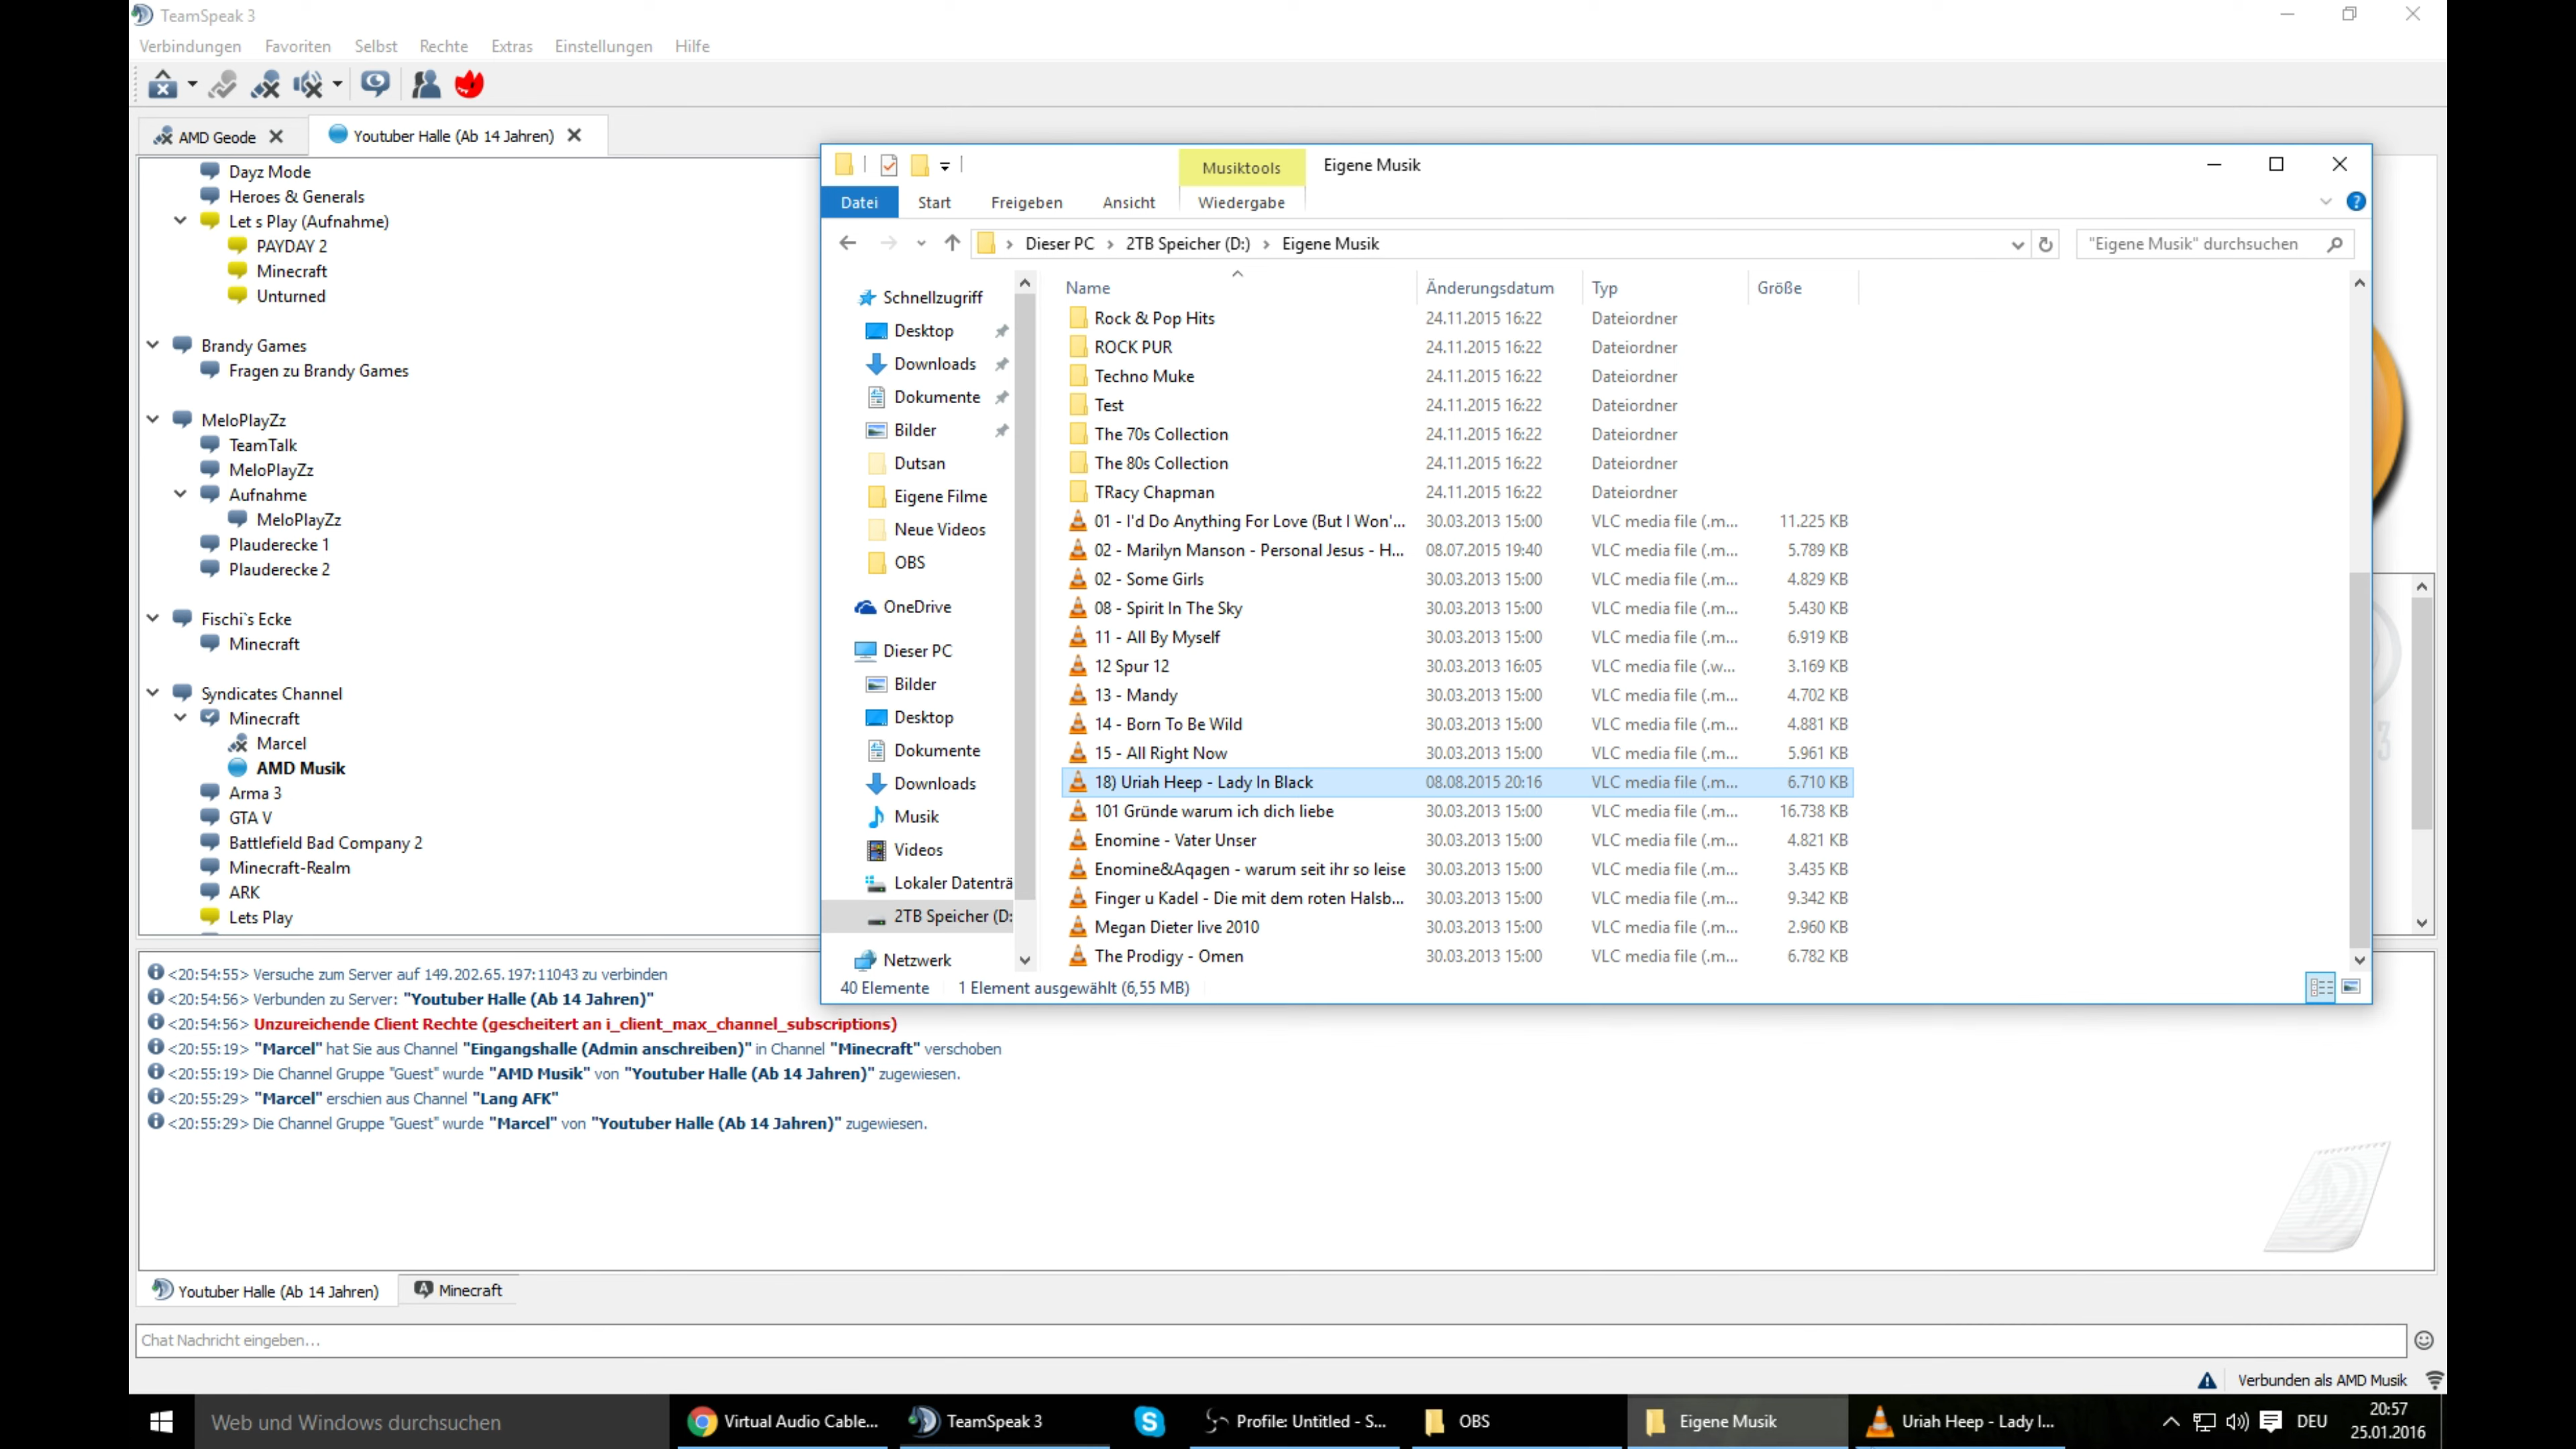 TeamSpeak 3
Verbindungen Favoriten Selbst Rechte Extras Einstellungen Hilfe
AMD Geode
Youtuber Halle (Ab 14 Jahren)
Dayz Mode
Heroes & Generals
Let s Play (Aufnahme)
PAYDAY 2
Minecraft
Unturned
Brandy Games
Fragen zu Brandy Games
MeloPlayZz
TeamTalk
MeloPlayZz
Aufnahme
MeloPlayZz
Plauderecke 1
Plauderecke 2
Fischi`s Ecke
Minecraft
Syndicates Channel
Minecraft
Marcel
AMD Musik
Arma 3
GTA V
Battlefield Bad Company 2
Minecraft-Realm
ARK
Lets Play
Musiktools
Eigene Musik
Datei Start Freigeben Ansicht Wiedergabe
Dieser PC › 2TB Speicher (D:) › Eigene Musik
"Eigene Musik" durchsuchen
Schnellzugriff
Desktop
Downloads
Dokumente
Bilder
Dutsan
Eigene Filme
Neue Videos
OBS
OneDrive
Dieser PC
Bilder
Desktop
Dokumente
Downloads
Musik
Videos
Lokaler Datenträ
2TB Speicher (D:
Netzwerk
Name Änderungsdatum Typ Größe
Rock & Pop Hits 24.11.2015 16:22 Dateiordner
ROCK PUR 24.11.2015 16:22 Dateiordner
Techno Muke 24.11.2015 16:22 Dateiordner
Test 24.11.2015 16:22 Dateiordner
The 70s Collection 24.11.2015 16:22 Dateiordner
The 80s Collection 24.11.2015 16:22 Dateiordner
TRacy Chapman 24.11.2015 16:22 Dateiordner
01 - I'd Do Anything For Love (But I Won'... 30.03.2013 15:00 VLC media file (.m... 11.225 KB
02 - Marilyn Manson - Personal Jesus - H... 08.07.2015 19:40 VLC media file (.m... 5.789 KB
02 - Some Girls 30.03.2013 15:00 VLC media file (.m... 4.829 KB
08 - Spirit In The Sky 30.03.2013 15:00 VLC media file (.m... 5.430 KB
11 - All By Myself 30.03.2013 15:00 VLC media file (.m... 6.919 KB
12 Spur 12 30.03.2013 16:05 VLC media file (.w... 3.169 KB
13 - Mandy 30.03.2013 15:00 VLC media file (.m... 4.702 KB
14 - Born To Be Wild 30.03.2013 15:00 VLC media file (.m... 4.881 KB
15 - All Right Now 30.03.2013 15:00 VLC media file (.m... 5.961 KB
18) Uriah Heep - Lady In Black 08.08.2015 20:16 VLC media file (.m... 6.710 KB
101 Gründe warum ich dich liebe 30.03.2013 15:00 VLC media file (.m... 16.738 KB
Enomine - Vater Unser 30.03.2013 15:00 VLC media file (.m... 4.821 KB
Enomine&Aqagen - warum seit ihr so leise 30.03.2013 15:00 VLC media file (.m... 3.435 KB
Finger u Kadel - Die mit dem roten Halsb... 30.03.2013 15:00 VLC media file (.m... 9.342 KB
Megan Dieter live 2010 30.03.2013 15:00 VLC media file (.m... 2.960 KB
The Prodigy - Omen 30.03.2013 15:00 VLC media file (.m... 6.782 KB
40 Elemente 1 Element ausgewählt (6,55 MB)
<20:54:55> Versuche zum Server auf 149.202.65.197:11043 zu verbinden
<20:54:56> Verbunden zu Server: "Youtuber Halle (Ab 14 Jahren)"
<20:54:56> Unzureichende Client Rechte (gescheitert an i_client_max_channel_subscriptions)
<20:55:19> "Marcel" hat Sie aus Channel "Eingangshalle (Admin anschreiben)" in Channel "Minecraft" verschoben
<20:55:19> Die Channel Gruppe "Guest" wurde "AMD Musik" von "Youtuber Halle (Ab 14 Jahren)" zugewiesen.
<20:55:29> "Marcel" erschien aus Channel "Lang AFK"
<20:55:29> Die Channel Gruppe "Guest" wurde "Marcel" von "Youtuber Halle (Ab 14 Jahren)" zugewiesen.
Youtuber Halle (Ab 14 Jahren) Minecraft
Chat Nachricht eingeben...
Verbunden als AMD Musik
Web und Windows durchsuchen
Virtual Audio Cable...
TeamSpeak 3
Profile: Untitled - S...
OBS
Eigene Musik
Uriah Heep - Lady I...
DEU
20:57
25.01.2016